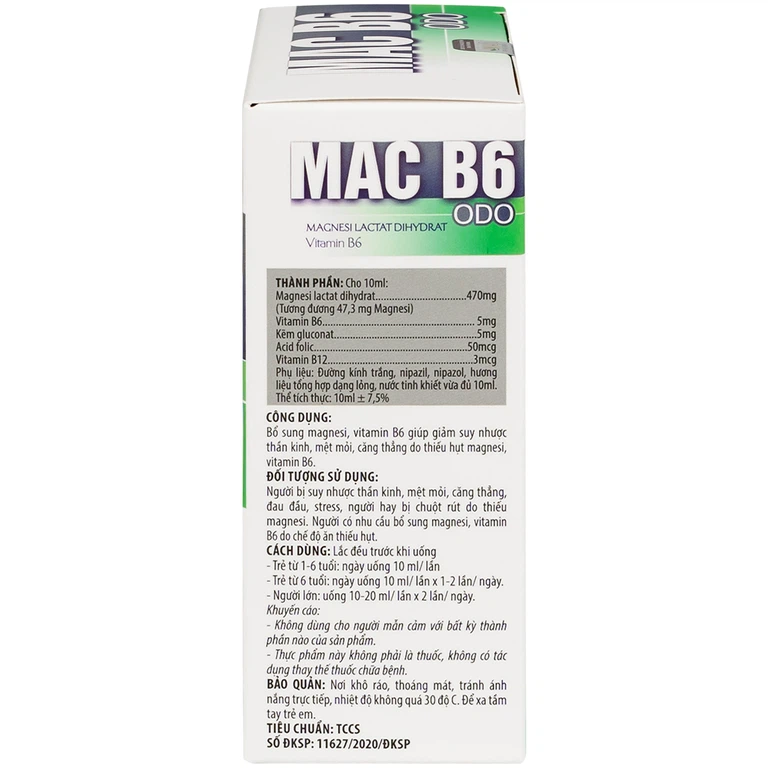 MAC B6
ODO
MAC B6
ODO
MAGNESI LACTAT DIHYDRAT
Vitamin B6
THÀNH PHẦN: Cho 10ml:
Magnesi lactat dihydrat..............................470mg
(Tương đương 47,3 mg Magnesi)
Vitamin B6.................................................. 5mg
Kẽm gluconat..............................................5mg
Acid folic....................................................50mcg
Vitamin B12................................................3mcg
Phụ liệu: Đường kính trắng, nipazil, nipazol, hương
liệu tổng hợp dạng lỏng, nước tinh khiết vừa đủ 10ml.
Thể tích thực: 10ml ± 7,5%
CÔNG DỤNG:
Bổ sung magnesi, vitamin B6 giúp giảm suy nhược
thần kinh, mệt mỏi, căng thẳng do thiếu hụt magnesi,
vitamin B6.
ĐỐI TƯỢNG SỬ DỤNG:
Người bị suy nhược thần kinh, mệt mỏi, căng thẳng,
đau đầu, stress, người hay bị chuột rút do thiếu
magnesi. Người có nhu cầu bổ sung magnesi, vitamin
B6 do chế độ ăn thiếu hụt.
CÁCH DÙNG: Lắc đều trước khi uống
- Trẻ từ 1-6 tuổi: ngày uống 10 ml/ lần
- Trẻ từ 6 tuổi: ngày uống 10 ml/ lần x 1-2 lần/ ngày.
- Người lớn: uống 10-20 ml/ lần x 2 lần/ ngày.
Khuyến cáo:
- Không dùng cho người mẫn cảm với bất kỳ thành
phần nào của sản phẩm.
- Thực phẩm này không phải là thuốc, không có tác
dụng thay thế thuốc chữa bệnh.
BẢO QUẢN: Nơi khô ráo, thoáng mát, tránh ánh
nắng trực tiếp, nhiệt độ không quá 30 độ C. Để xa tầm
tay trẻ em.
TIÊU CHUẨN: TCCS
SỐ ĐKSP: 11627/2020/ĐKSP